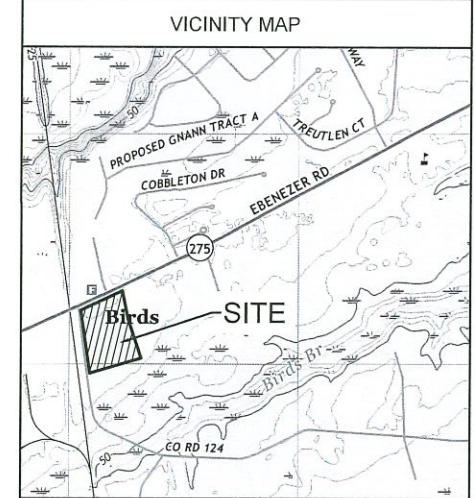 VICINITY MAP
25
50
WAY
PROPOSED GNANN TRACT A
TREUTLEN CT
COBBLETON DR
EBENEZER RD
275
F
Birds
SITE
Birds Br
CO RD 124
50